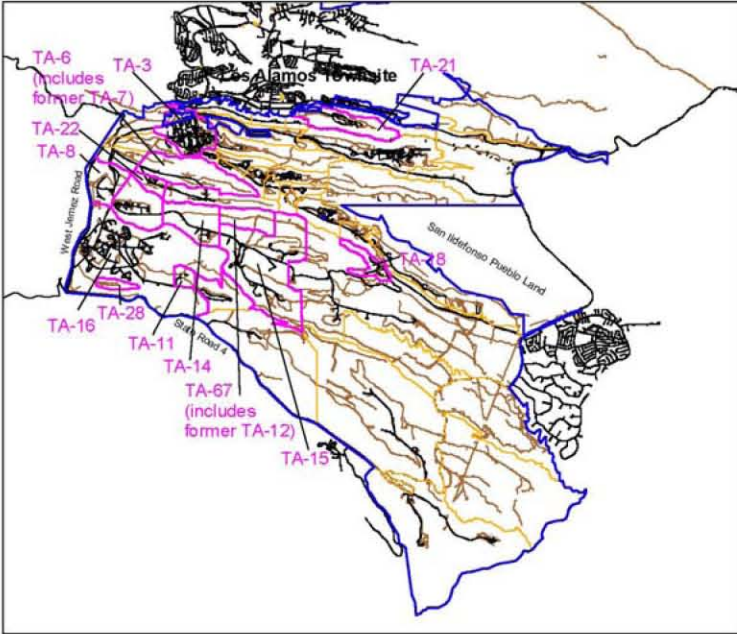 TA-6
(includes
former TA-7)
TA-3
Los Alamos Townsite
TA-21
TA-22
TA-8
West Jemez Road
San Ildefonso Pueblo Land
TA-18
TA-16
TA-28
TA-11
State Road 4
TA-14
TA-67
(includes
former TA-12)
TA-15